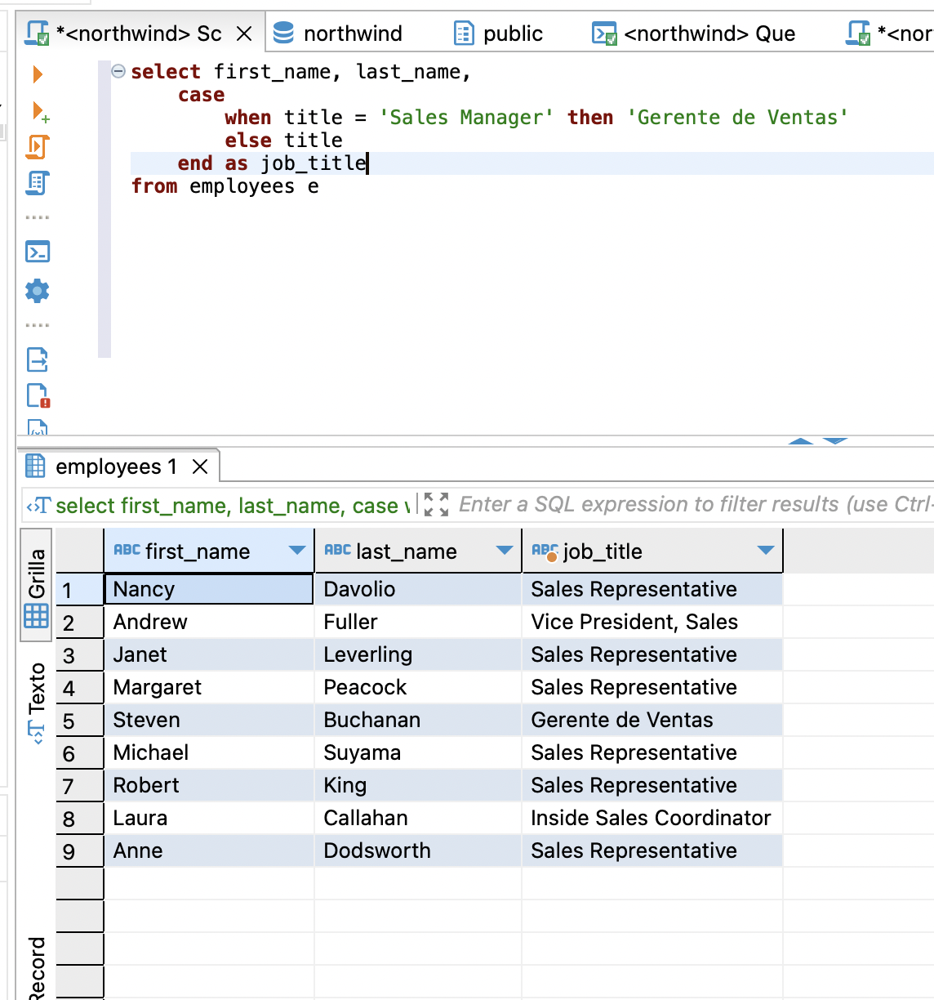 *<northwind> Sc
northwind
public
<northwind> Que
*<nor
select first_name, last_name,
case
when title = 'Sales Manager' then 'Gerente de Ventas'
else title
end as job_title
from employees e
employees 1
select first_name, last_name, case v
Enter a SQL expression to filter results (use Ctrl-
Grilla
Texto
Record
ABC first_name ABC last_name ABC job_title
1 Nancy Davolio Sales Representative
2 Andrew Fuller Vice President, Sales
3 Janet Leverling Sales Representative
4 Margaret Peacock Sales Representative
5 Steven Buchanan Gerente de Ventas
6 Michael Suyama Sales Representative
7 Robert King Sales Representative
8 Laura Callahan Inside Sales Coordinator
9 Anne Dodsworth Sales Representative